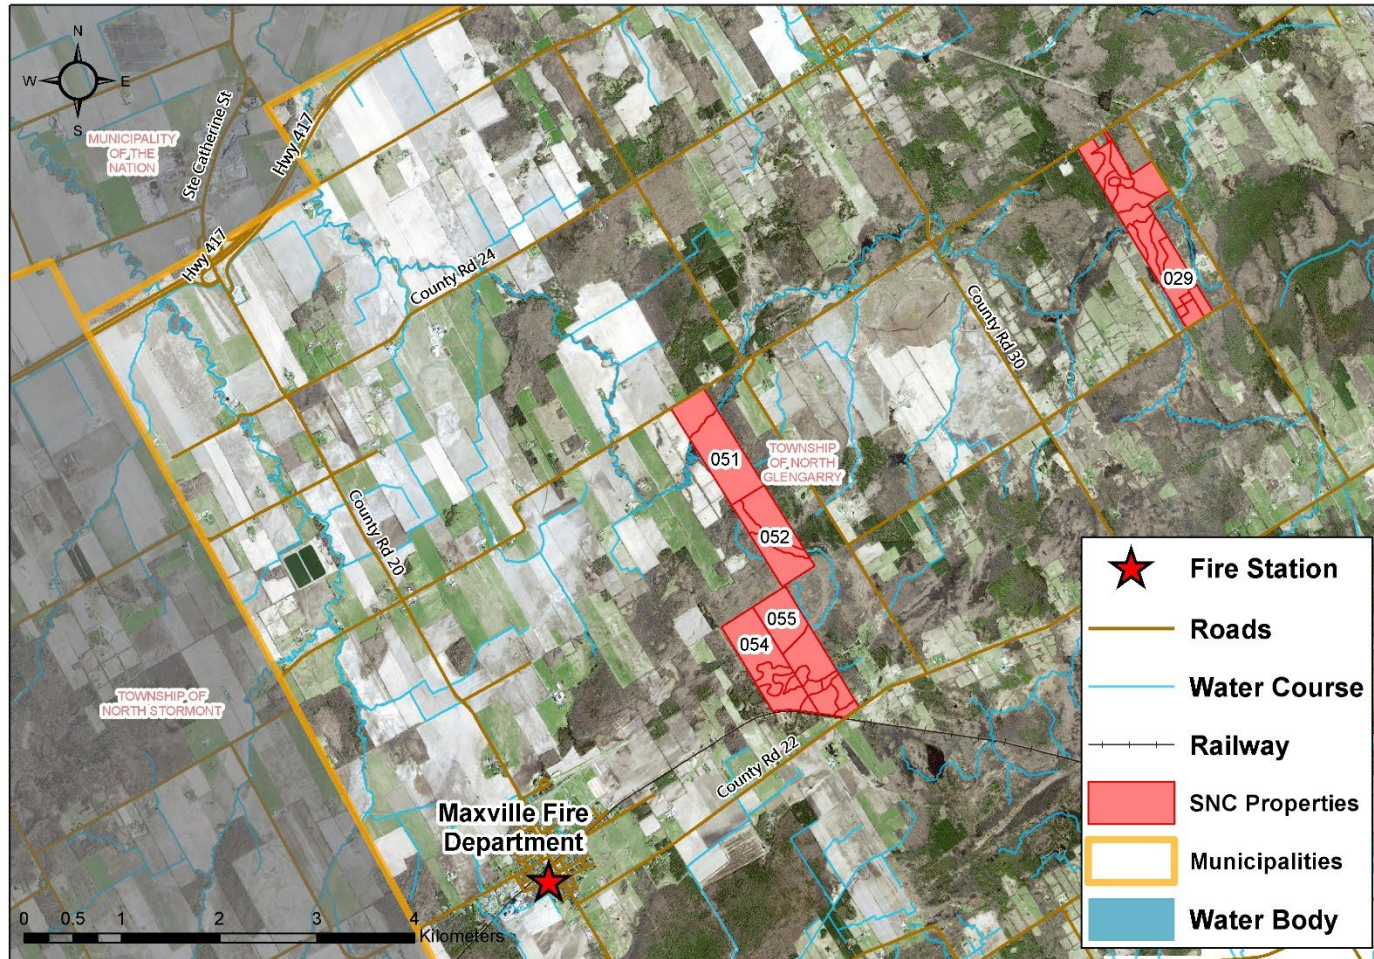 N
W E
S
MUNICIPALITY
OF THE
NATION
Ste Catherine St
Hwy 417
Hwy 417
County Rd 24
County Rd 30
029
051
TOWNSHIP
OF NORTH
GLENGARRY
County Rd 20
052
055
054
TOWNSHIP OF
NORTH STORMONT
County Rd 22
Maxville Fire
Department
Fire Station
Roads
Water Course
Railway
SNC Properties
Municipalities
Water Body
0 0.5 1 2 3 4
Kilometers